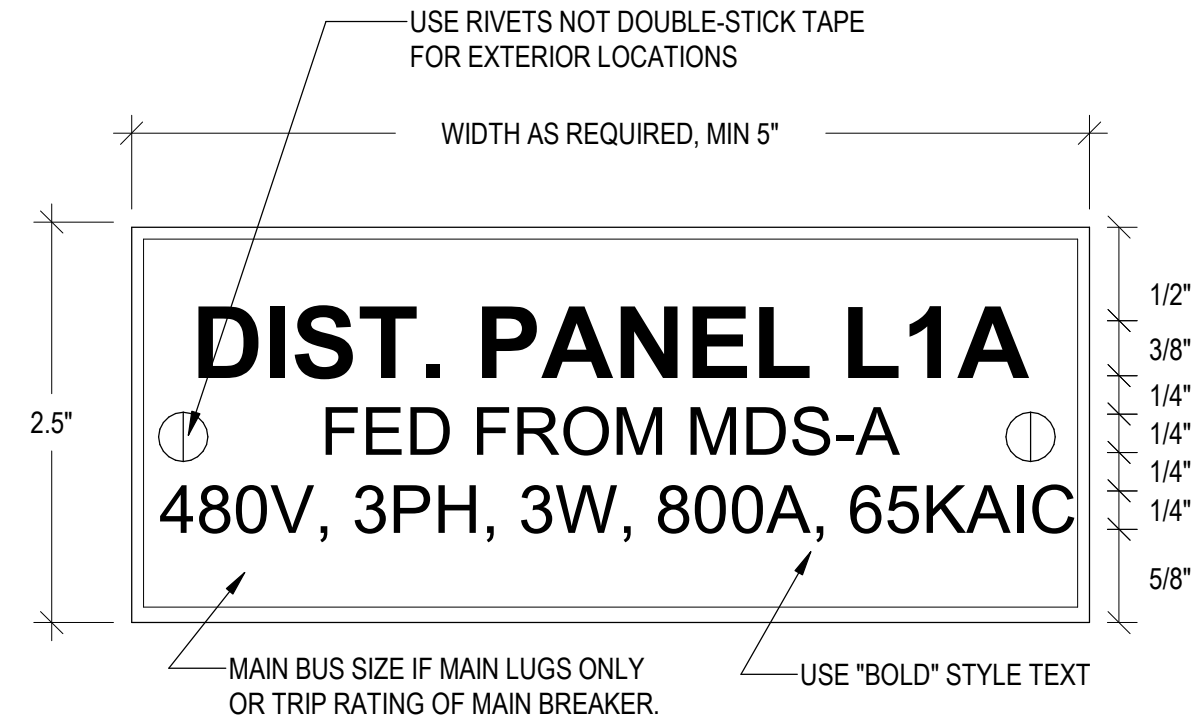 USE RIVETS NOT DOUBLE-STICK TAPE
FOR EXTERIOR LOCATIONS
WIDTH AS REQUIRED, MIN 5"
2.5"
DIST. PANEL L1A
FED FROM MDS-A
480V, 3PH, 3W, 800A, 65KAIC
1/2"
3/8"
1/4"
1/4"
1/4"
1/4"
5/8"
MAIN BUS SIZE IF MAIN LUGS ONLY
OR TRIP RATING OF MAIN BREAKER.
USE "BOLD" STYLE TEXT